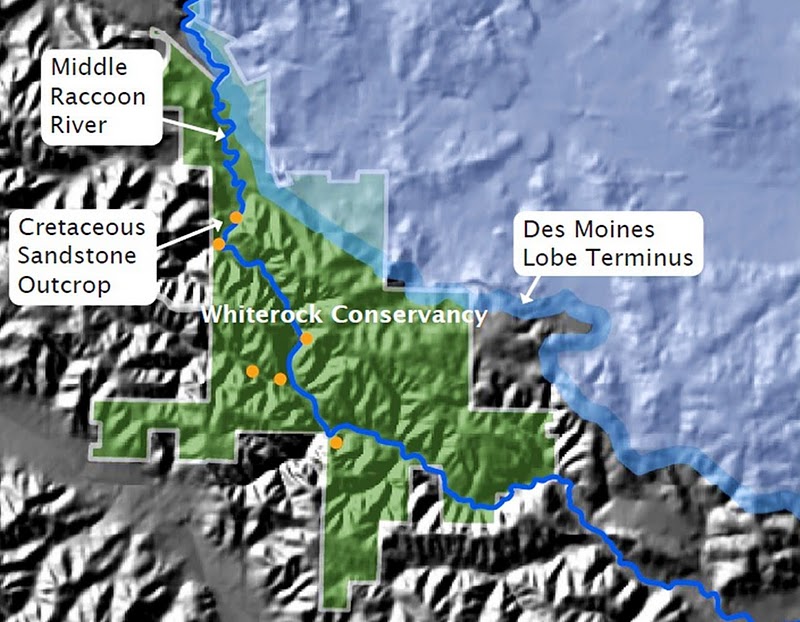 Middle
Raccoon
River
Cretaceous
Sandstone
Outcrop
Des Moines
Lobe Terminus
Whiterock Conservancy